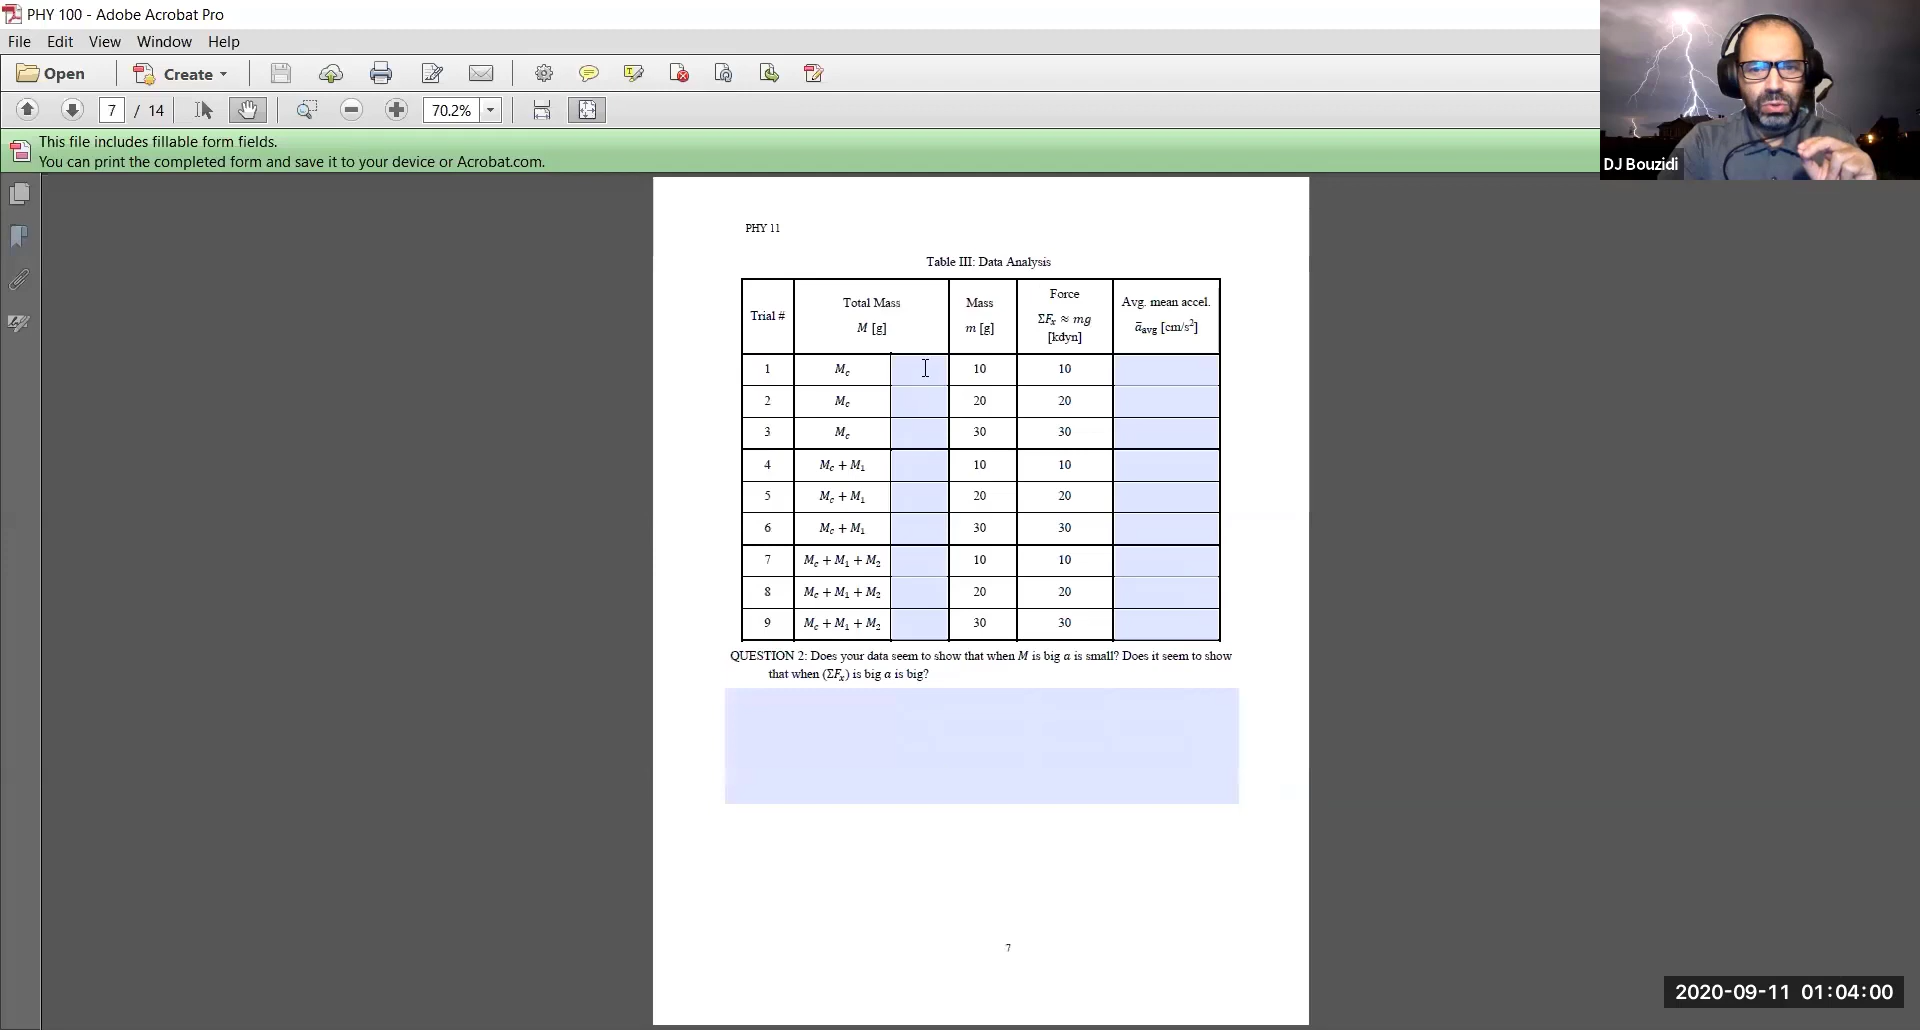 PHY 100 - Adobe Acrobat Pro
File Edit View Window Help
Open Create
7 / 14 70.2%
This file includes fillable form fields.
You can print the completed form and save it to your device or Acrobat.com.
DJ Bouzidi
PHY 11
Table III: Data Analysis
Trial # Total Mass M [g] Mass m [g] Force ΣFₓ ≈ mg [kdyn] Avg. mean accel. āavg [cm/s²]
1 Mc 10 10
2 Mc 20 20
3 Mc 30 30
4 Mc + M₁ 10 10
5 Mc + M₁ 20 20
6 Mc + M₁ 30 30
7 Mc + M₁ + M₂ 10 10
8 Mc + M₁ + M₂ 20 20
9 Mc + M₁ + M₂ 30 30
QUESTION 2: Does your data seem to show that when M is big a is small? Does it seem to show
that when (ΣFₓ) is big a is big?
7
2020-09-11 01:04:00